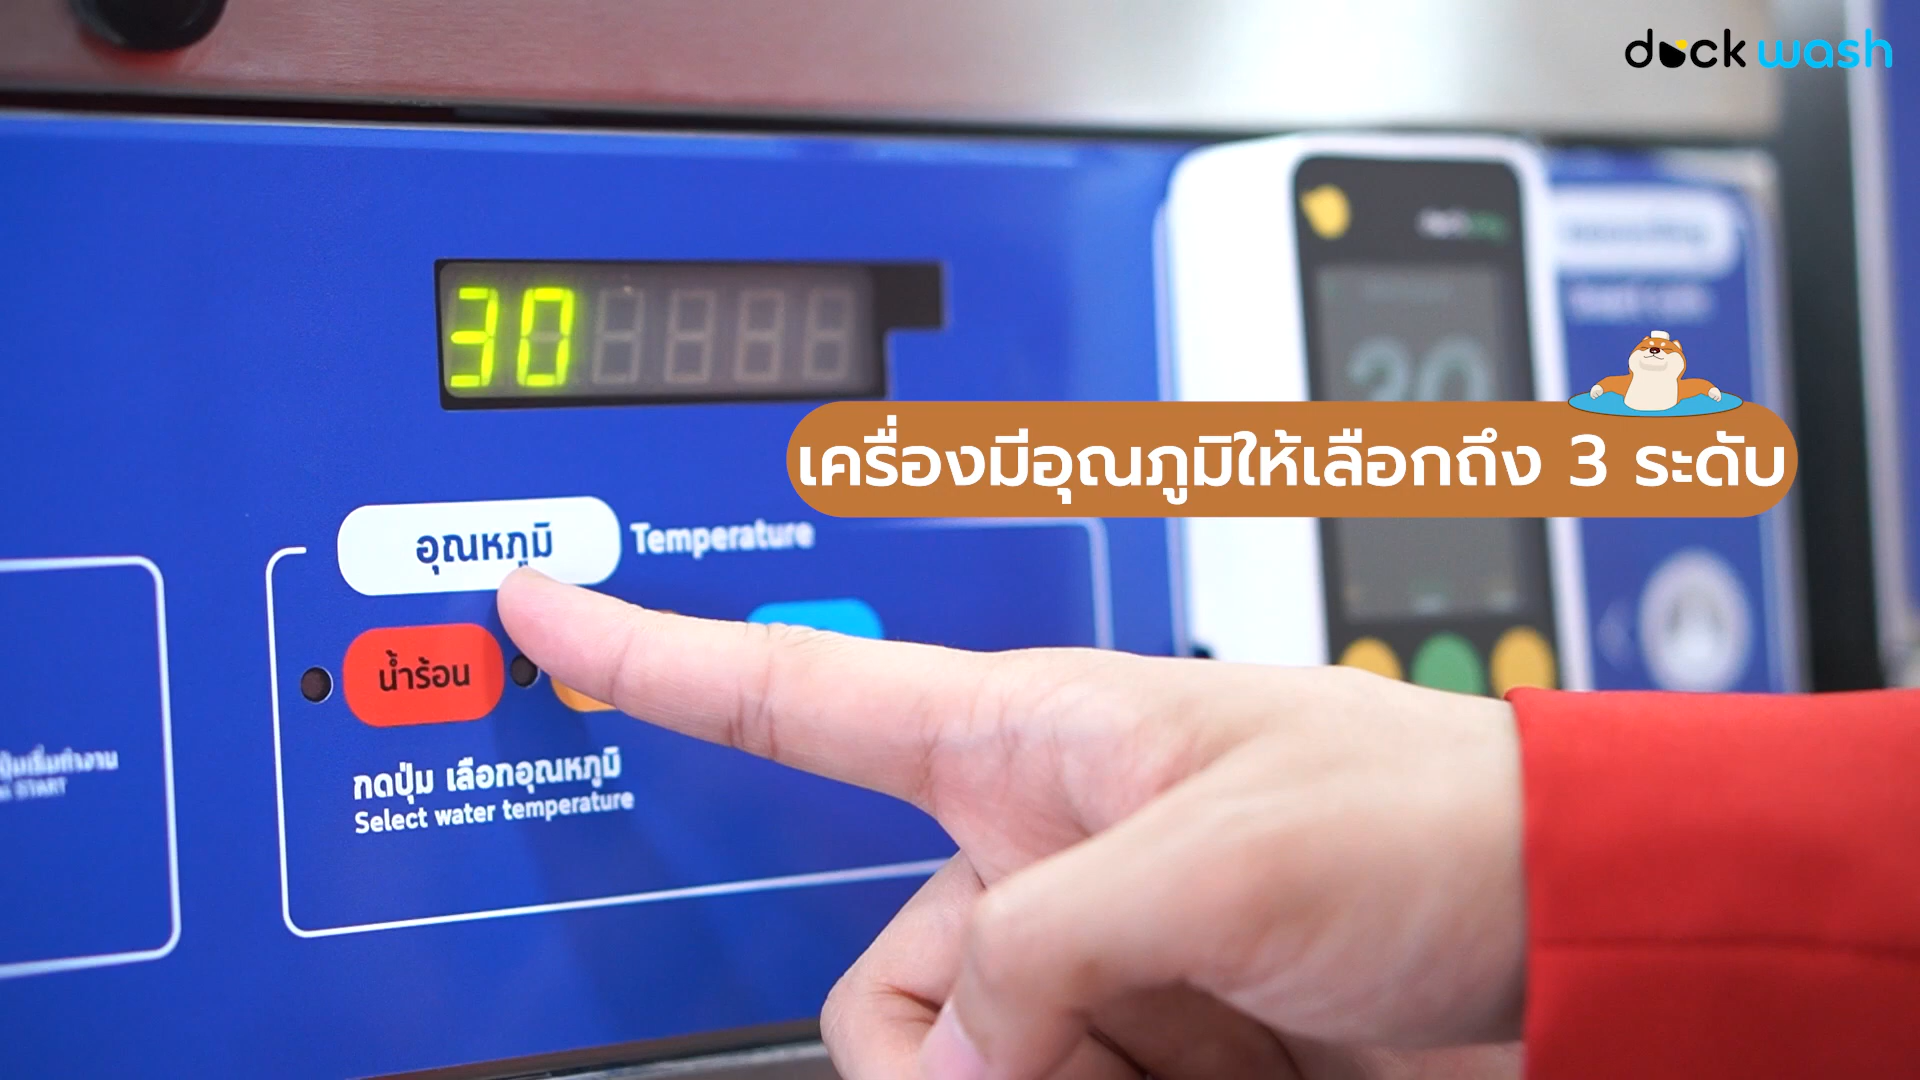 duck wash
30
30
เครื่องมีอุณภูมิให้เลือกถึง 3 ระดับ
อุณหภูมิ Temperature
น้ำร้อน
กดปุ่ม เลือกอุณหภูมิ
Select water temperature
START